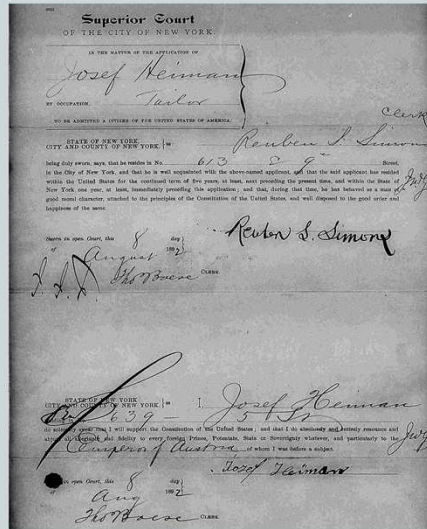 Superior Court
OF THE CITY OF NEW YORK.
IN THE MATTER OF THE APPLICATION OF
Josef Heiman
BY OCCUPATION, Tailor
TO BE ADMITTED A CITIZEN OF THE UNITED STATES OF AMERICA.
clerk
STATE OF NEW YORK,
CITY AND COUNTY OF NEW YORK, } ss Reuben S. Simons
being duly sworn, says, that he resides in No. 613 E 9" Street,
in the City of New York, and that he is well acquainted with the above-named applicant, and that the said applicant has
resided within the United States for the continued term of five years, at least, next preceding the present time, and within the State of
New York one year, at least, immediately preceding this application; and that, during that time, he has behaved as a man of
good moral character, attached to the principles of the Constitution of the United States, and well disposed to the good order and
happiness of the same.
Sworn in open Court, this 8 day
of August 1892
Reuben S. Simons
Tho Boese CLERK.
STATE OF NEW YORK
CITY AND COUNTY OF NEW YORK, } ss I, Josef Heiman
639 - 5 St
do solemnly swear that I will support the Constitution of the United States; and that I do absolutely and entirely renounce and
abjure all allegiance and fidelity to every foreign Prince, Potentate, State or Sovereignty whatever, and particularly to the
Emperor of Austria of whom I was before a subject.
Josef Heiman
in open Court, this 8 day
Aug 1892
Tho Boese CLERK.